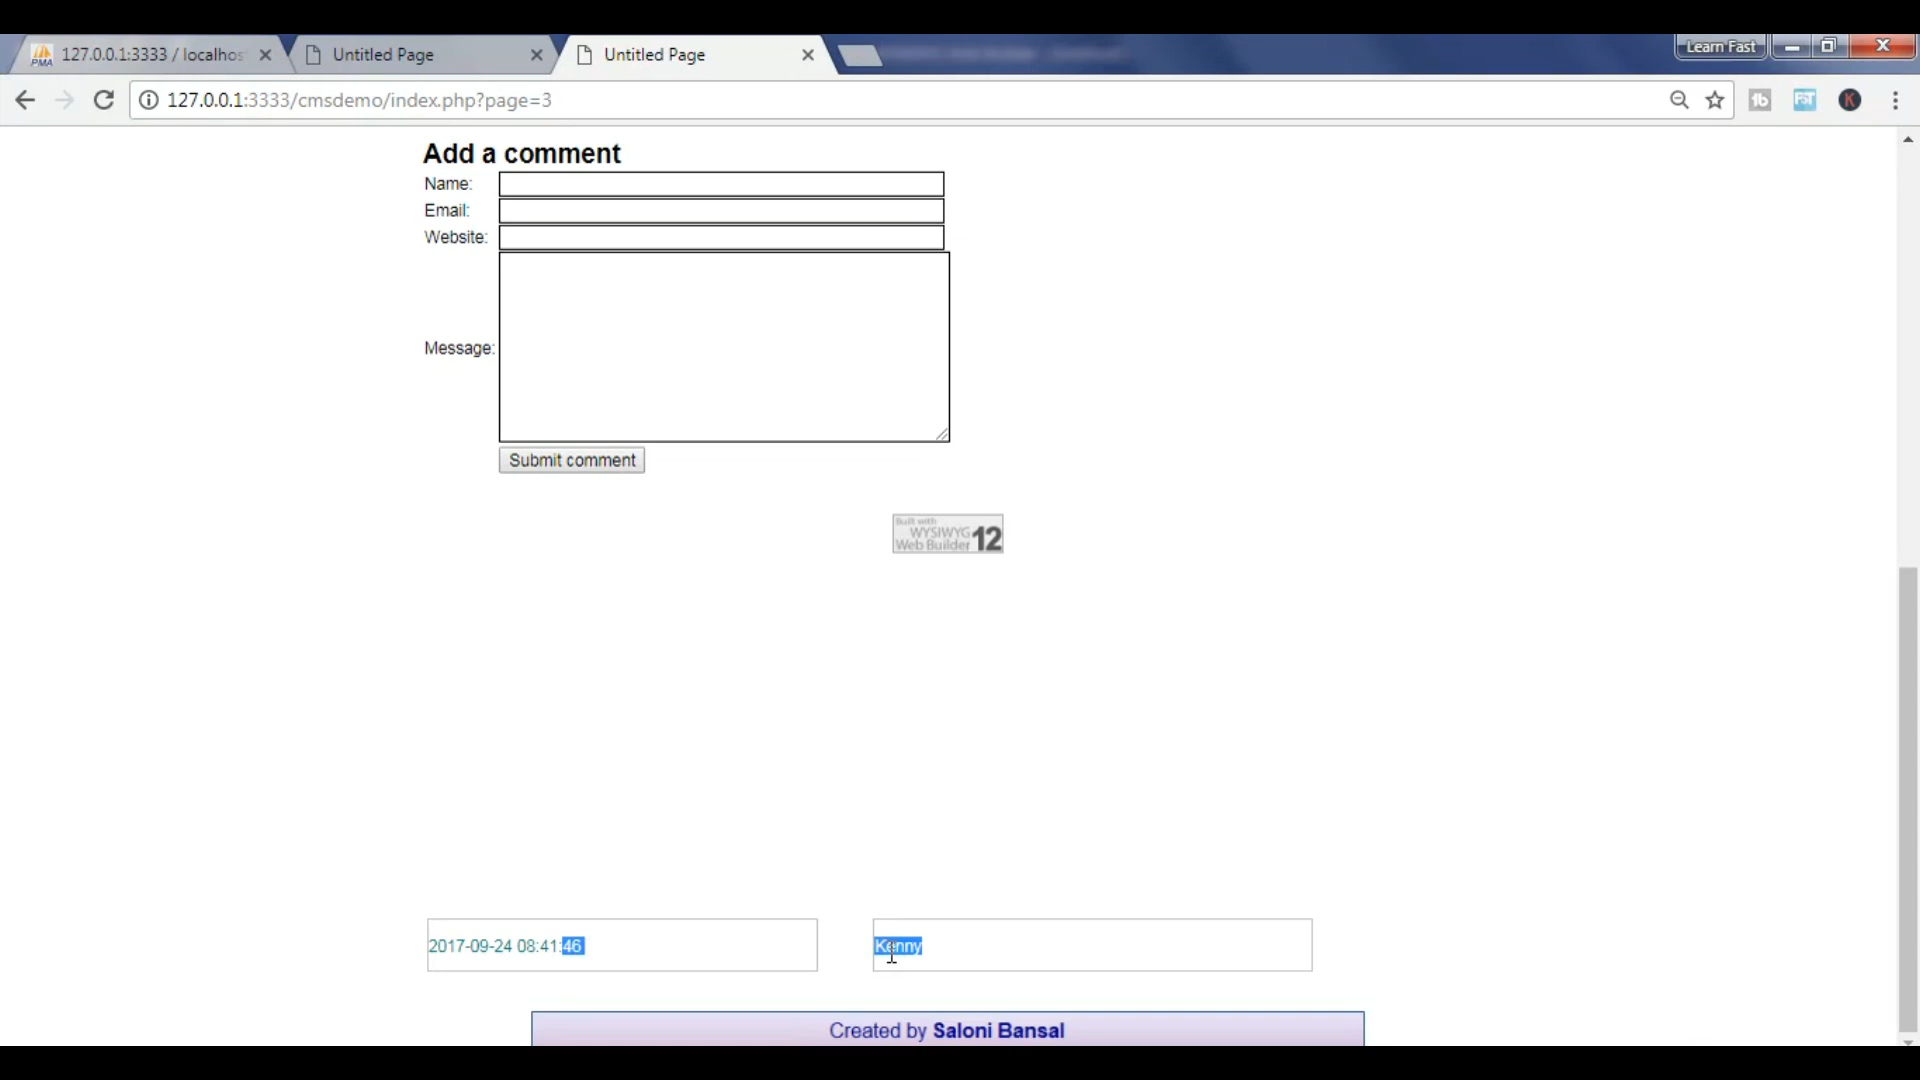 127.0.0.1:3333 / localhos
Untitled Page
Untitled Page
Learn Fast
127.0.0.1:3333/cmsdemo/index.php?page=3
Add a comment
Name:
Email:
Website:
Message:
Submit comment
Built with
WYSIWYG
Web Builder 12
2017-09-24 08:41:46
Kenny
Created by Saloni Bansal